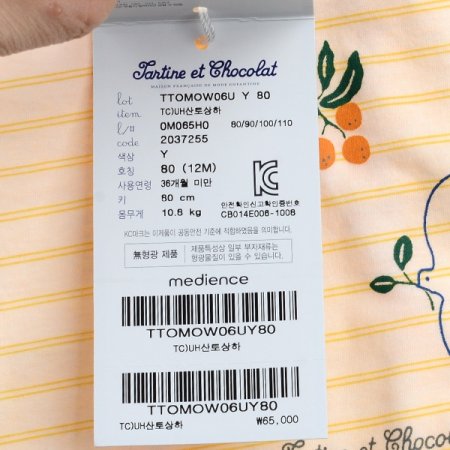 Tartine et Chocolat
MAISON FRANÇAISE DE MODE ENFANTINE
lot TTOMOW06U Y 80
item TC)UH산토상하
L/# 0M065H0 80/90/100/110
code 2037255
색상 Y
호칭 80 (12M)
사용연령 36개월 미만
키 80 cm
몸무게 10.8 kg
안전확인신고확인증번호
CB014E006-1008
KC마크는 이제품이 공통안전 기준에 적합하였음을 의미합니다.
無형광 제품
제품특성상 일부 부자재류는
형광물질이 있을 수 있습니다.
medience
TTOMOW06UY80
TC)UH산토상하
TTOMOW06UY80
TC)UH산토상하 ₩65,000
Tartine et Chocol